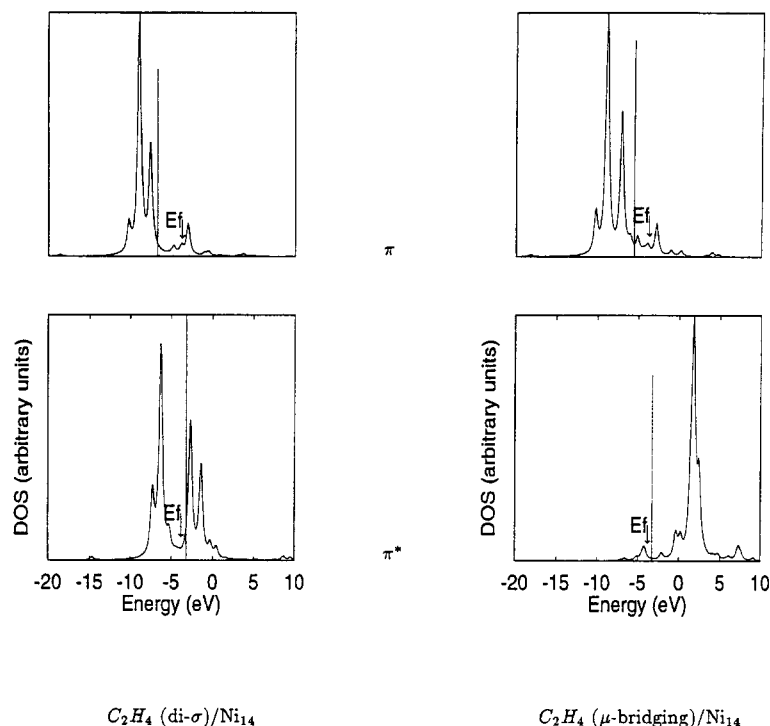 Ef
Ef
π
DOS (arbitrary units)
Ef
-20 -15 -10 -5 0 5 10
Energy (eV)
π*
DOS (arbitrary units)
Ef
-20 -15 -10 -5 0 5 10
Energy (eV)
C₂H₄ (di-σ)/Ni₁₄
C₂H₄ (μ-bridging)/Ni₁₄